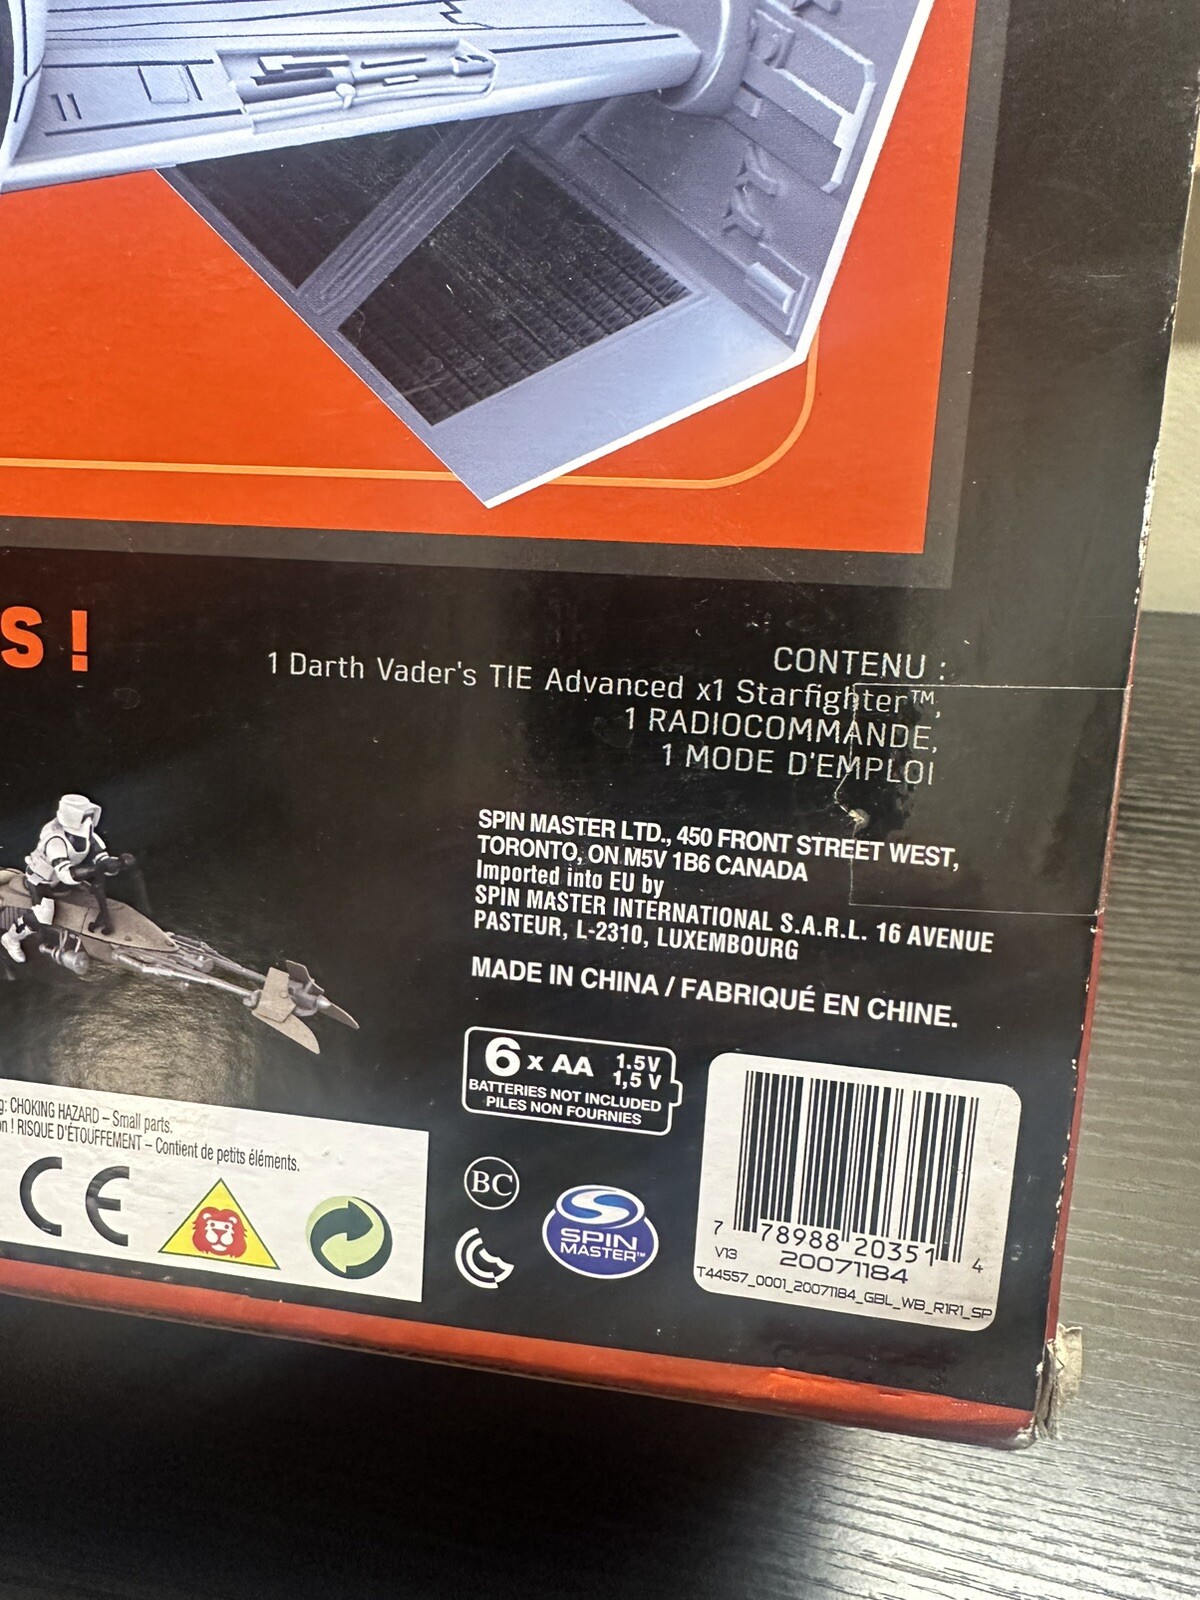 S !
CONTENU :
1 Darth Vader's TIE Advanced x1 Starfighter™,
1 RADIOCOMMANDE,
1 MODE D'EMPLOI
SPIN MASTER LTD., 450 FRONT STREET WEST,
TORONTO, ON M5V 1B6 CANADA
Imported into EU by
SPIN MASTER INTERNATIONAL S.A.R.L. 16 AVENUE
PASTEUR, L-2310, LUXEMBOURG
MADE IN CHINA / FABRIQUÉ EN CHINE.
6 x AA 1.5V
1,5 V
BATTERIES NOT INCLUDED
PILES NON FOURNIES
g: CHOKING HAZARD – Small parts.
on ! RISQUE D'ÉTOUFFEMENT – Contient de petits éléments.
CE
BC
SPIN
MASTER™
7 78988 20351 4
V13 20071184
T44557_0001_20071184_GBL_WB_R1R1_SP